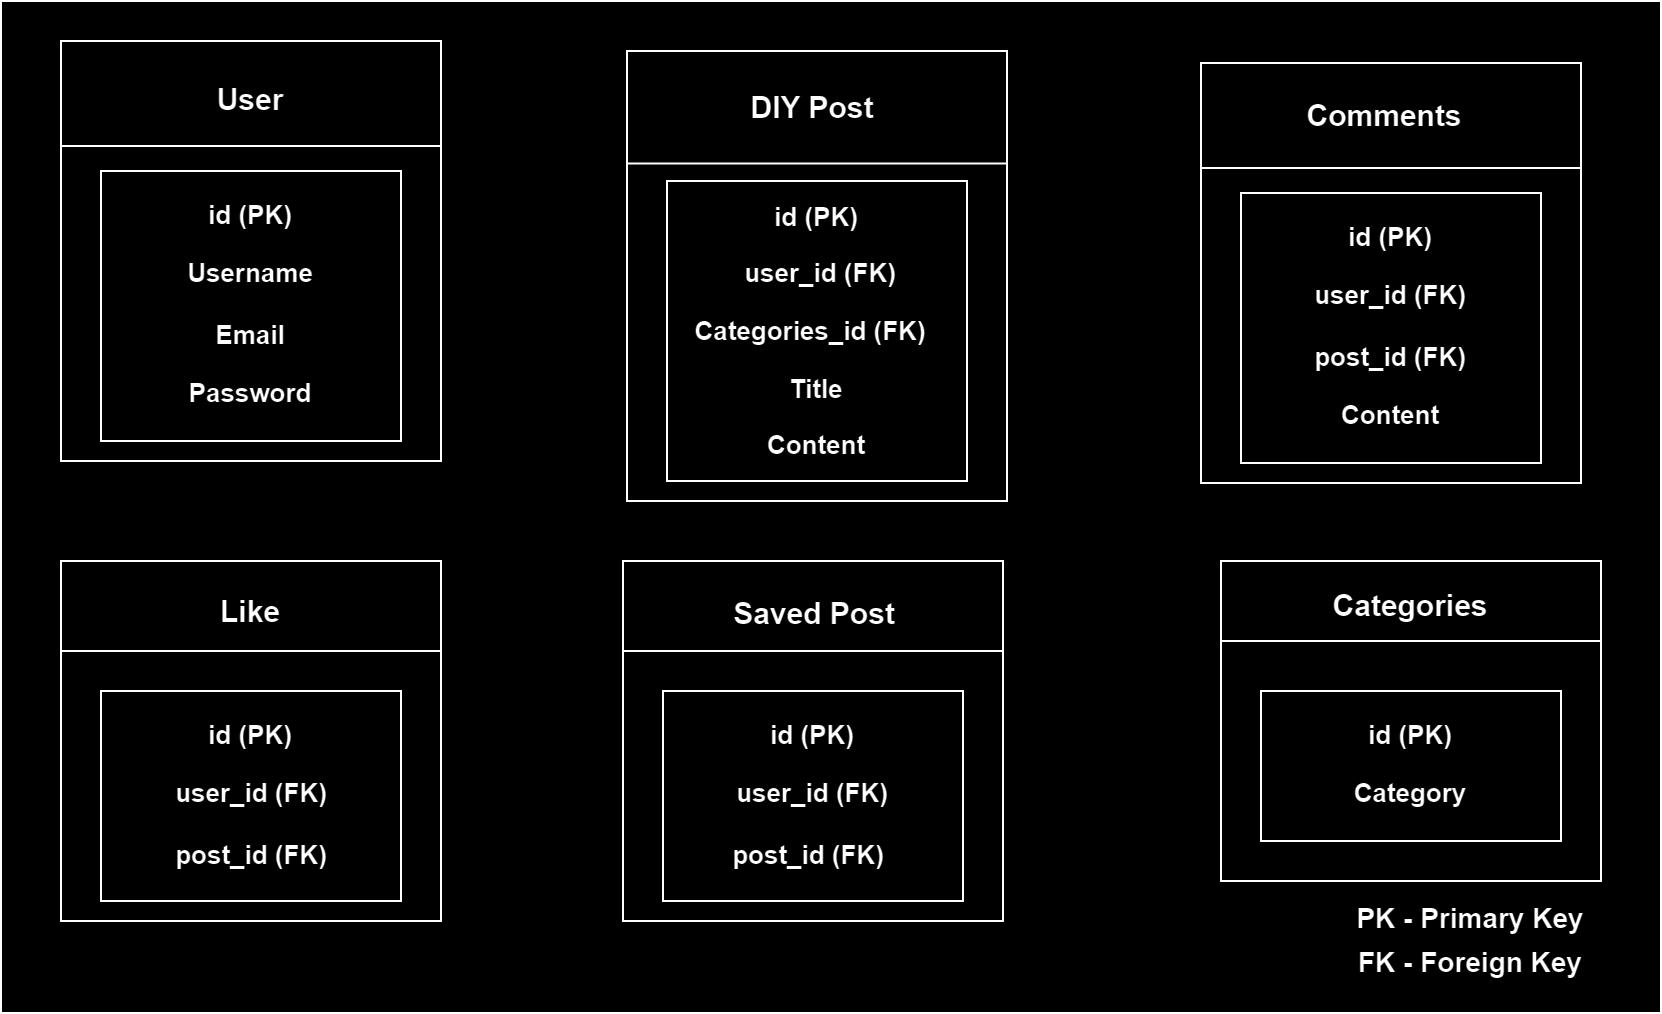 User
id (PK)
Username
Email
Password
DIY Post
id (PK)
user_id (FK)
Categories_id (FK)
Title
Content
Comments
id (PK)
user_id (FK)
post_id (FK)
Content
Like
id (PK)
user_id (FK)
post_id (FK)
Saved Post
id (PK)
user_id (FK)
post_id (FK)
Categories
id (PK)
Category
PK - Primary Key
FK - Foreign Key